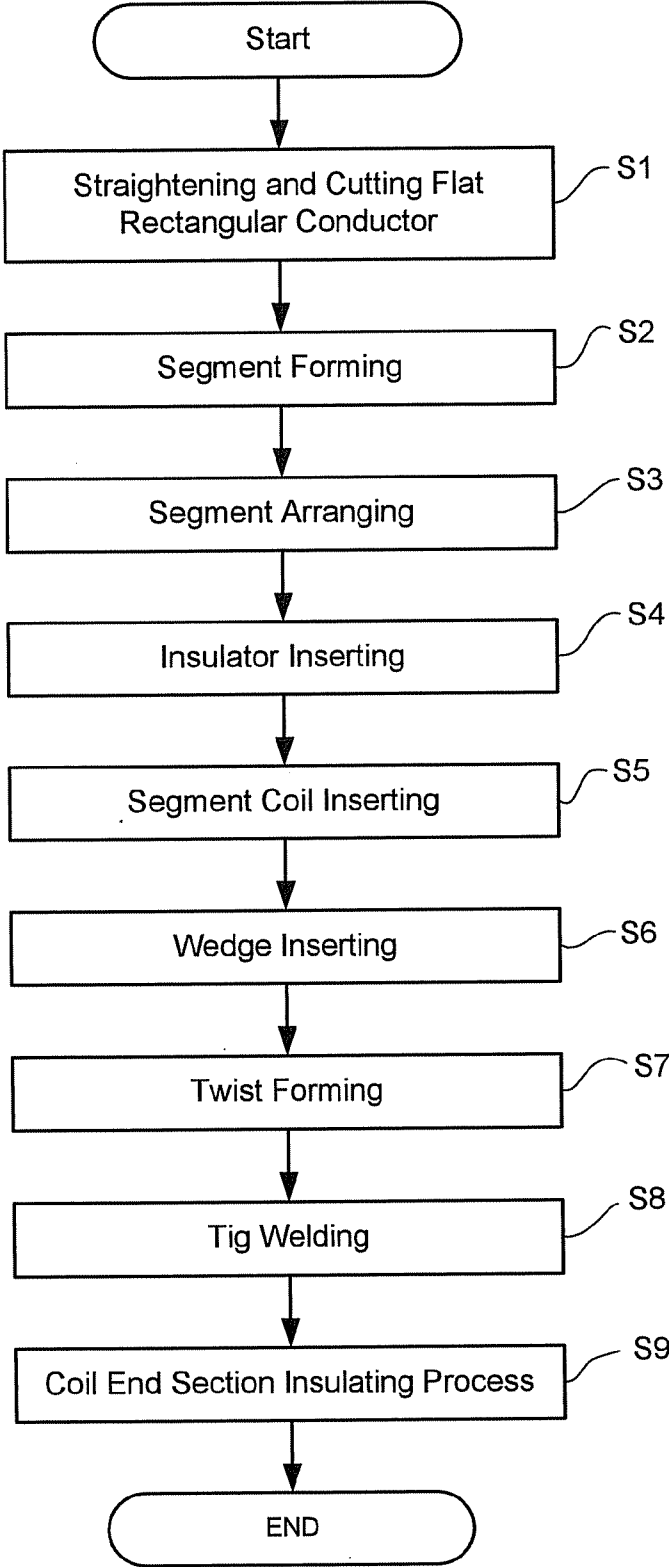 Start
Straightening and Cutting Flat
Rectangular Conductor
S1
Segment Forming
S2
Segment Arranging
S3
Insulator Inserting
S4
Segment Coil Inserting
S5
Wedge Inserting
S6
Twist Forming
S7
Tig Welding
S8
Coil End Section Insulating Process
S9
END